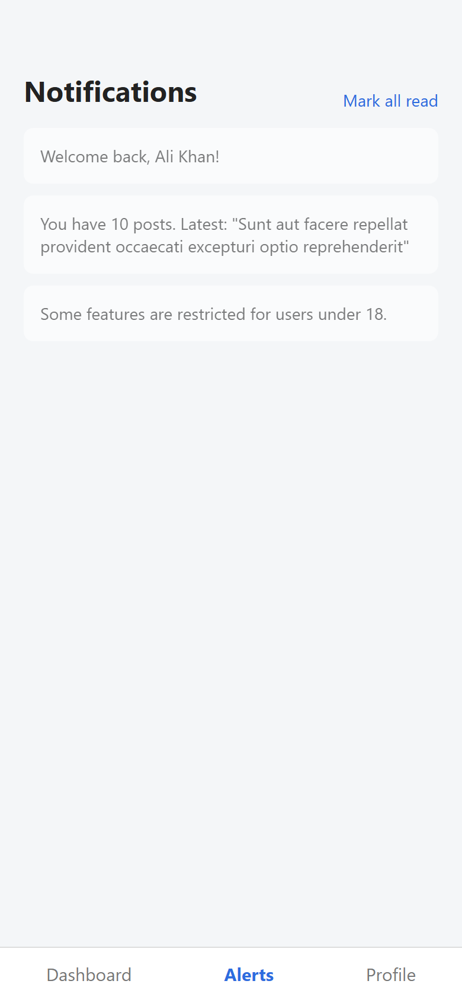 Notifications
Mark all read
Welcome back, Ali Khan!
You have 10 posts. Latest: "Sunt aut facere repellat
provident occaecati excepturi optio reprehenderit"
Some features are restricted for users under 18.
Dashboard
Alerts
Profile